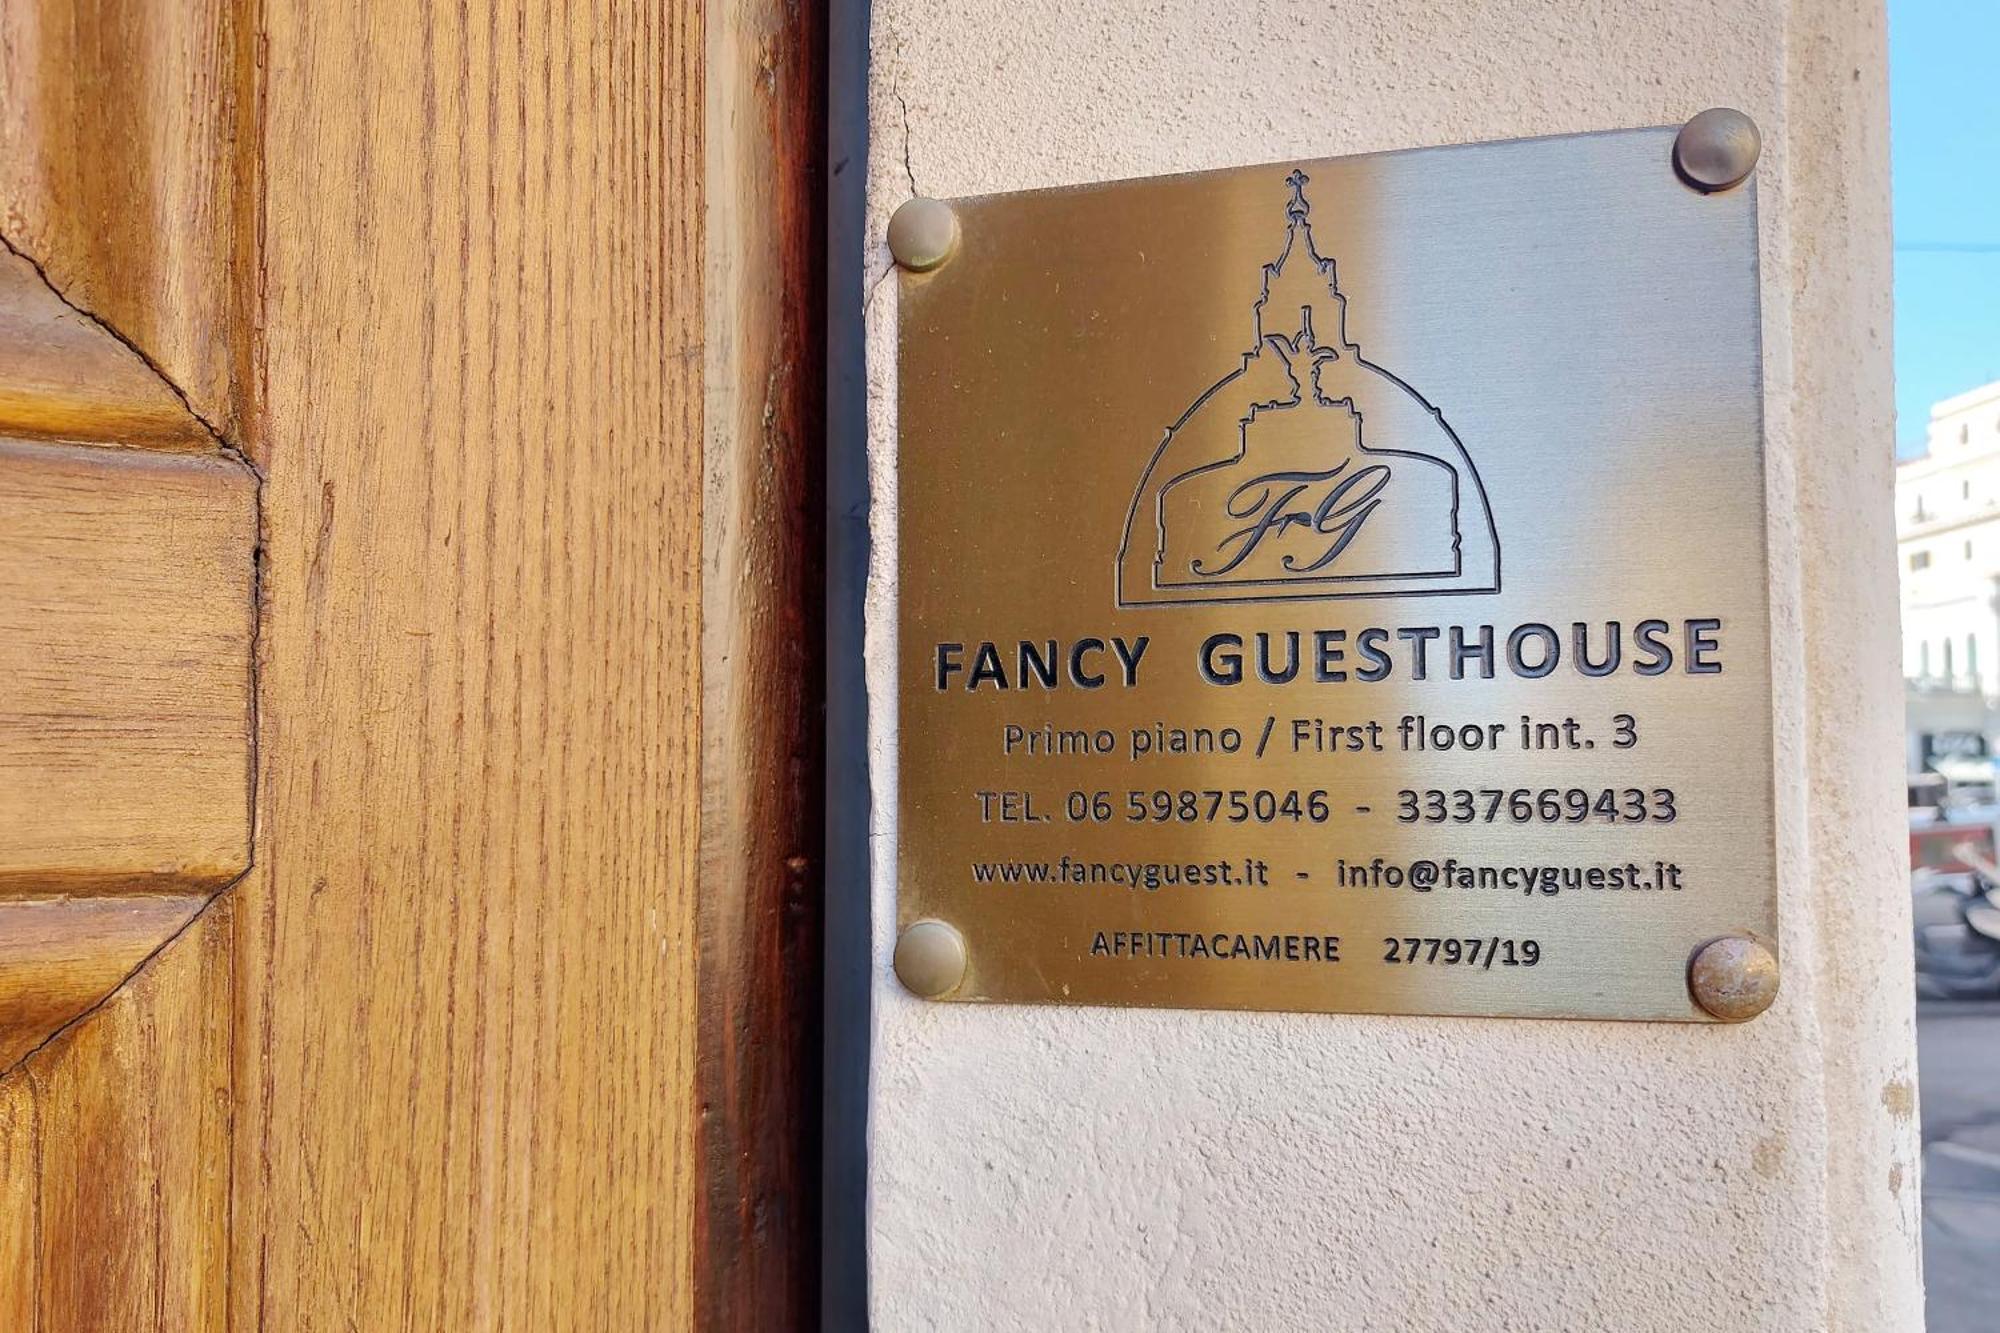 FrG
FANCY GUESTHOUSE
Primo piano / First floor int. 3
TEL. 06 59875046 - 3337669433
www.fancyguest.it - info@fancyguest.it
AFFITTACAMERE 27797/19